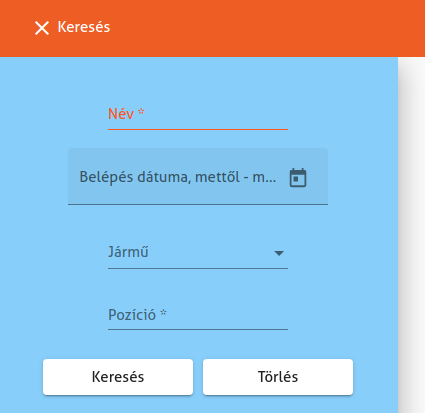 Keresés
Név *
Belépés dátuma, mettől - m...
Jármű
Pozíció *
Keresés
Törlés